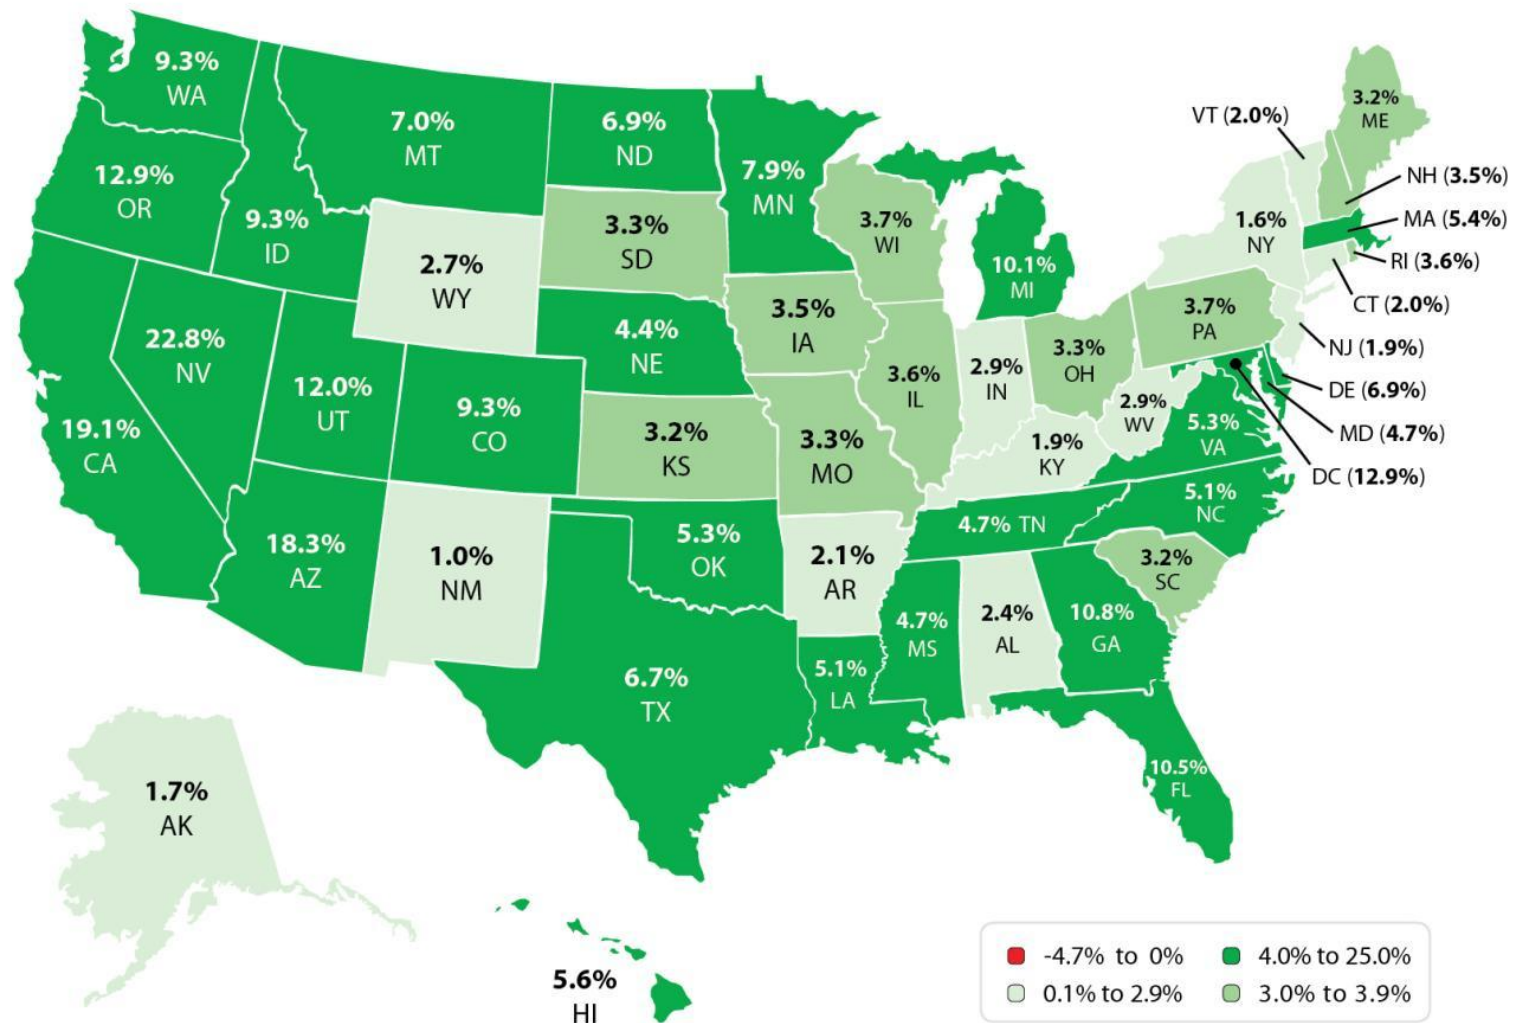 9.3%
WA
7.0%
MT
6.9%
ND
7.9%
MN
3.2%
ME
VT (2.0%)
NH (3.5%)
12.9%
OR
9.3%
ID
2.7%
WY
3.3%
SD
3.7%
WI
10.1%
MI
1.6%
NY
MA (5.4%)
RI (3.6%)
CT (2.0%)
22.8%
NV
12.0%
UT
9.3%
CO
4.4%
NE
3.5%
IA
3.6%
IL
2.9%
IN
3.3%
OH
3.7%
PA
NJ (1.9%)
DE (6.9%)
MD (4.7%)
DC (12.9%)
19.1%
CA
3.2%
KS
3.3%
MO
1.9%
KY
2.9%
WV
5.3%
VA
18.3%
AZ
1.0%
NM
5.3%
OK
2.1%
AR
4.7% TN
5.1%
NC
3.2%
SC
6.7%
TX
5.1%
LA
4.7%
MS
2.4%
AL
10.8%
GA
10.5%
FL
1.7%
AK
5.6%
HI
-4.7% to 0%
4.0% to 25.0%
0.1% to 2.9%
3.0% to 3.9%